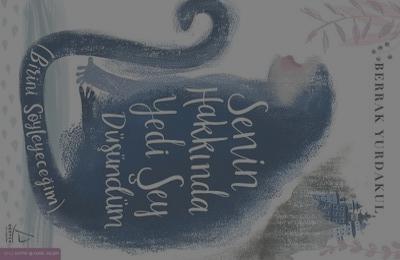 BERRAK YURDAKUL
Senin
Hakkında
Yedi Şey
Düşündüm
(Birini Söyleyeceğim)